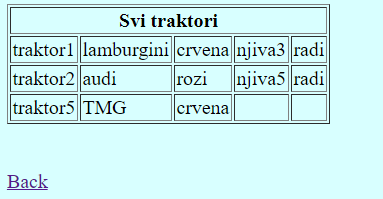 Svi traktori
traktor1 lamburgini crvena njiva3 radi
traktor2 audi rozi njiva5 radi
traktor5 TMG crvena
Back